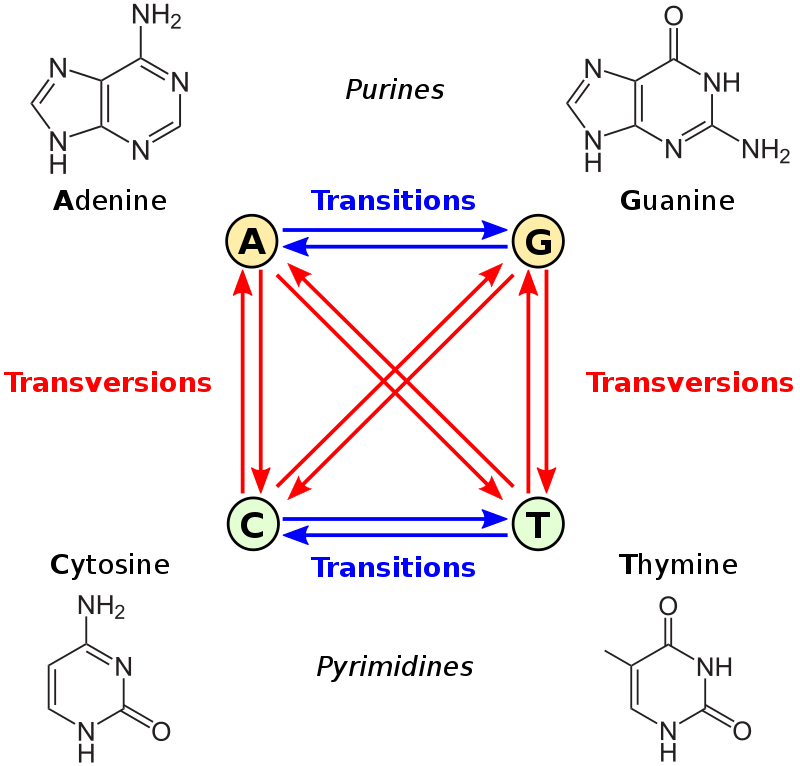 NH2
O
N
N
Purines
N
NH
N
H
N
N
H
N
NH2
Adenine
Transitions
Guanine
A
G
Transversions
Transversions
C
T
Cytosine
Transitions
Thymine
NH2
O
N
Pyrimidines
NH
N
H
O
N
H
O